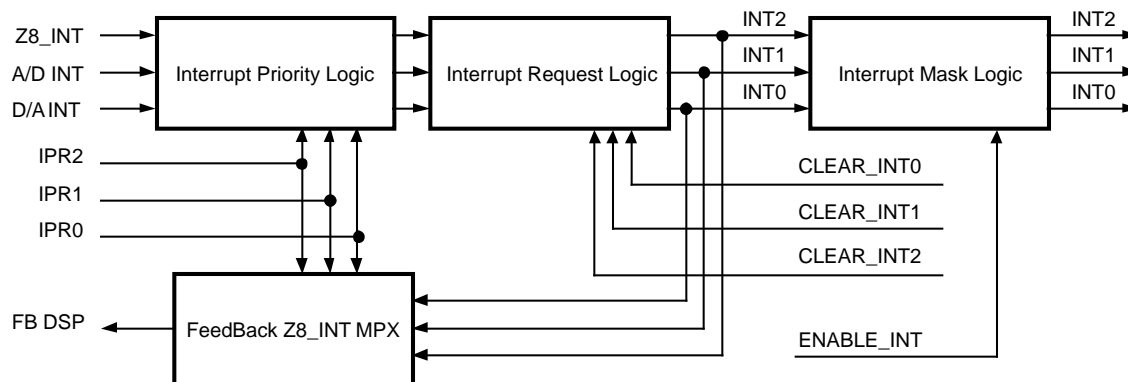 Z8_INT
A/D INT
D/A INT
IPR2
IPR1
IPR0
FB DSP
Interrupt Priority Logic
Interrupt Request Logic
INT2
INT1
INT0
Interrupt Mask Logic
INT2
INT1
INT0
CLEAR_INT0
CLEAR_INT1
CLEAR_INT2
ENABLE_INT
FeedBack Z8_INT MPX